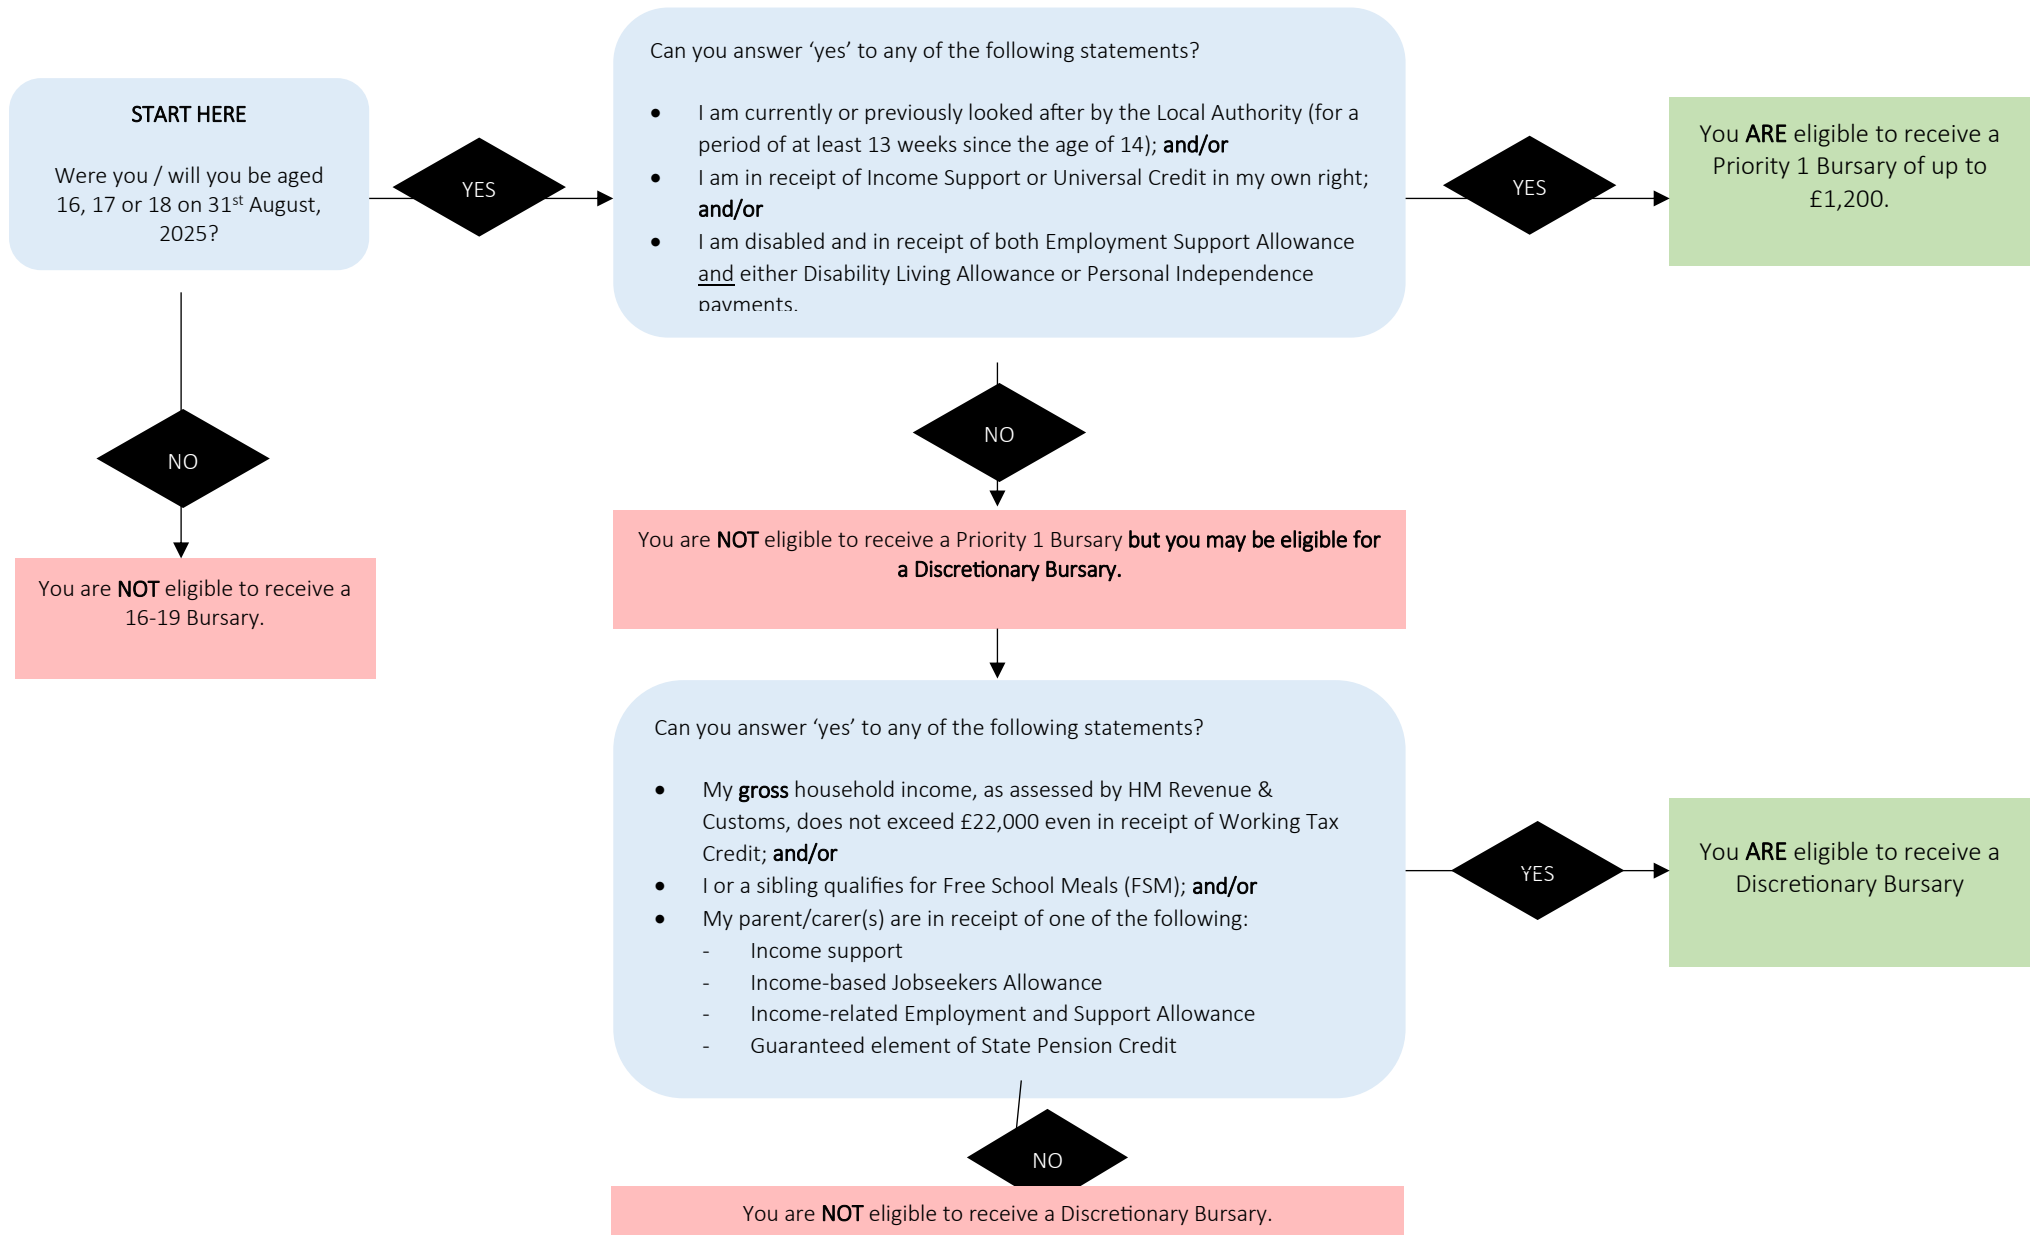 START HERE
Were you / will you be aged
16, 17 or 18 on 31st August,
2025?
YES
Can you answer ‘yes’ to any of the following statements?
• I am currently or previously looked after by the Local Authority (for a
period of at least 13 weeks since the age of 14); and/or
• I am in receipt of Income Support or Universal Credit in my own right;
and/or
• I am disabled and in receipt of both Employment Support Allowance
and either Disability Living Allowance or Personal Independence
payments.
YES
You ARE eligible to receive a
Priority 1 Bursary of up to
£1,200.
NO
You are NOT eligible to receive a
16-19 Bursary.
NO
You are NOT eligible to receive a Priority 1 Bursary but you may be eligible for
a Discretionary Bursary.
Can you answer ‘yes’ to any of the following statements?
• My gross household income, as assessed by HM Revenue &
Customs, does not exceed £22,000 even in receipt of Working Tax
Credit; and/or
• I or a sibling qualifies for Free School Meals (FSM); and/or
• My parent/carer(s) are in receipt of one of the following:
- Income support
- Income-based Jobseekers Allowance
- Income-related Employment and Support Allowance
- Guaranteed element of State Pension Credit
YES
You ARE eligible to receive a
Discretionary Bursary
NO
You are NOT eligible to receive a Discretionary Bursary.